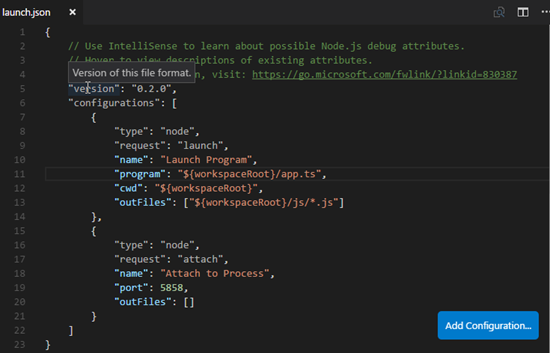 launch.json
1 {
2 // Use IntelliSense to learn about possible Node.js debug attributes.
3 // Hover to view descriptions of existing attributes.
Version of this file format.
4 n, visit: https://go.microsoft.com/fwlink/?linkid=830387
5 "version": "0.2.0",
6 "configurations": [
7 {
8 "type": "node",
9 "request": "launch",
10 "name": "Launch Program",
11 "program": "${workspaceRoot}/app.ts",
12 "cwd": "${workspaceRoot}",
13 "outFiles": ["${workspaceRoot}/js/*.js"]
14 },
15 {
16 "type": "node",
17 "request": "attach",
18 "name": "Attach to Process",
19 "port": 5858,
20 "outFiles": []
21 }
22 ]
23 }
Add Configuration...